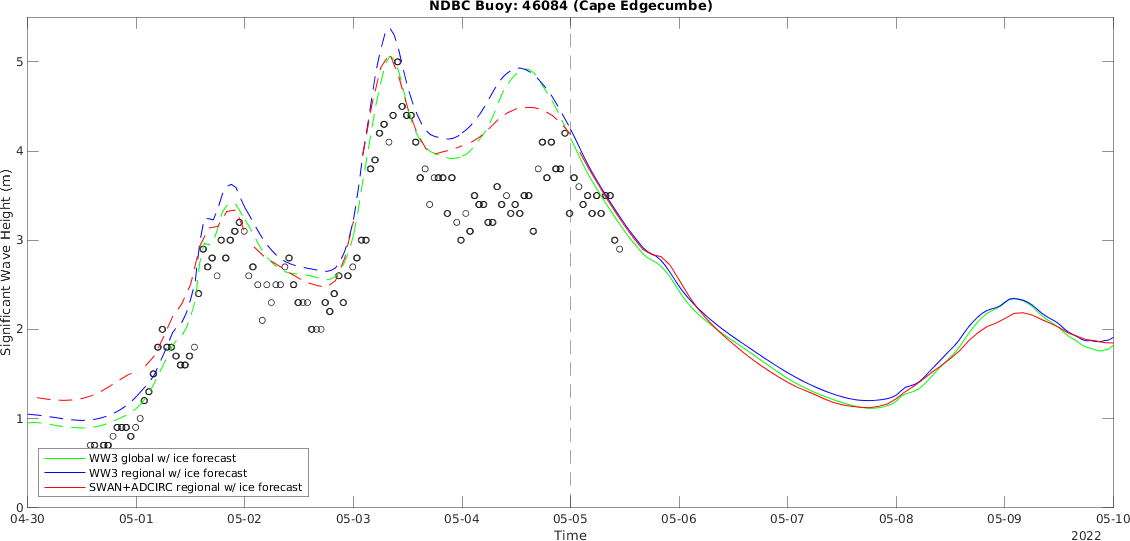 NDBC Buoy: 46084 (Cape Edgecumbe)
5
4
3
2
1
0
Significant Wave Height (m)
WW3 global w/ ice forecast
WW3 regional w/ ice forecast
SWAN+ADCIRC regional w/ ice forecast
04-30 05-01 05-02 05-03 05-04 05-05 05-06 05-07 05-08 05-09 05-10
Time
2022